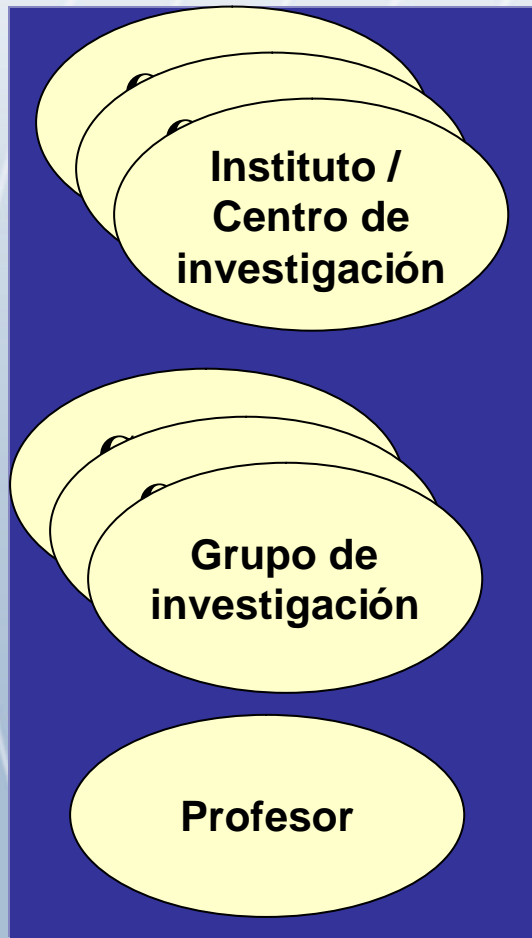 Instituto /
Centro de
investigación
Grupo de
investigación
Profesor